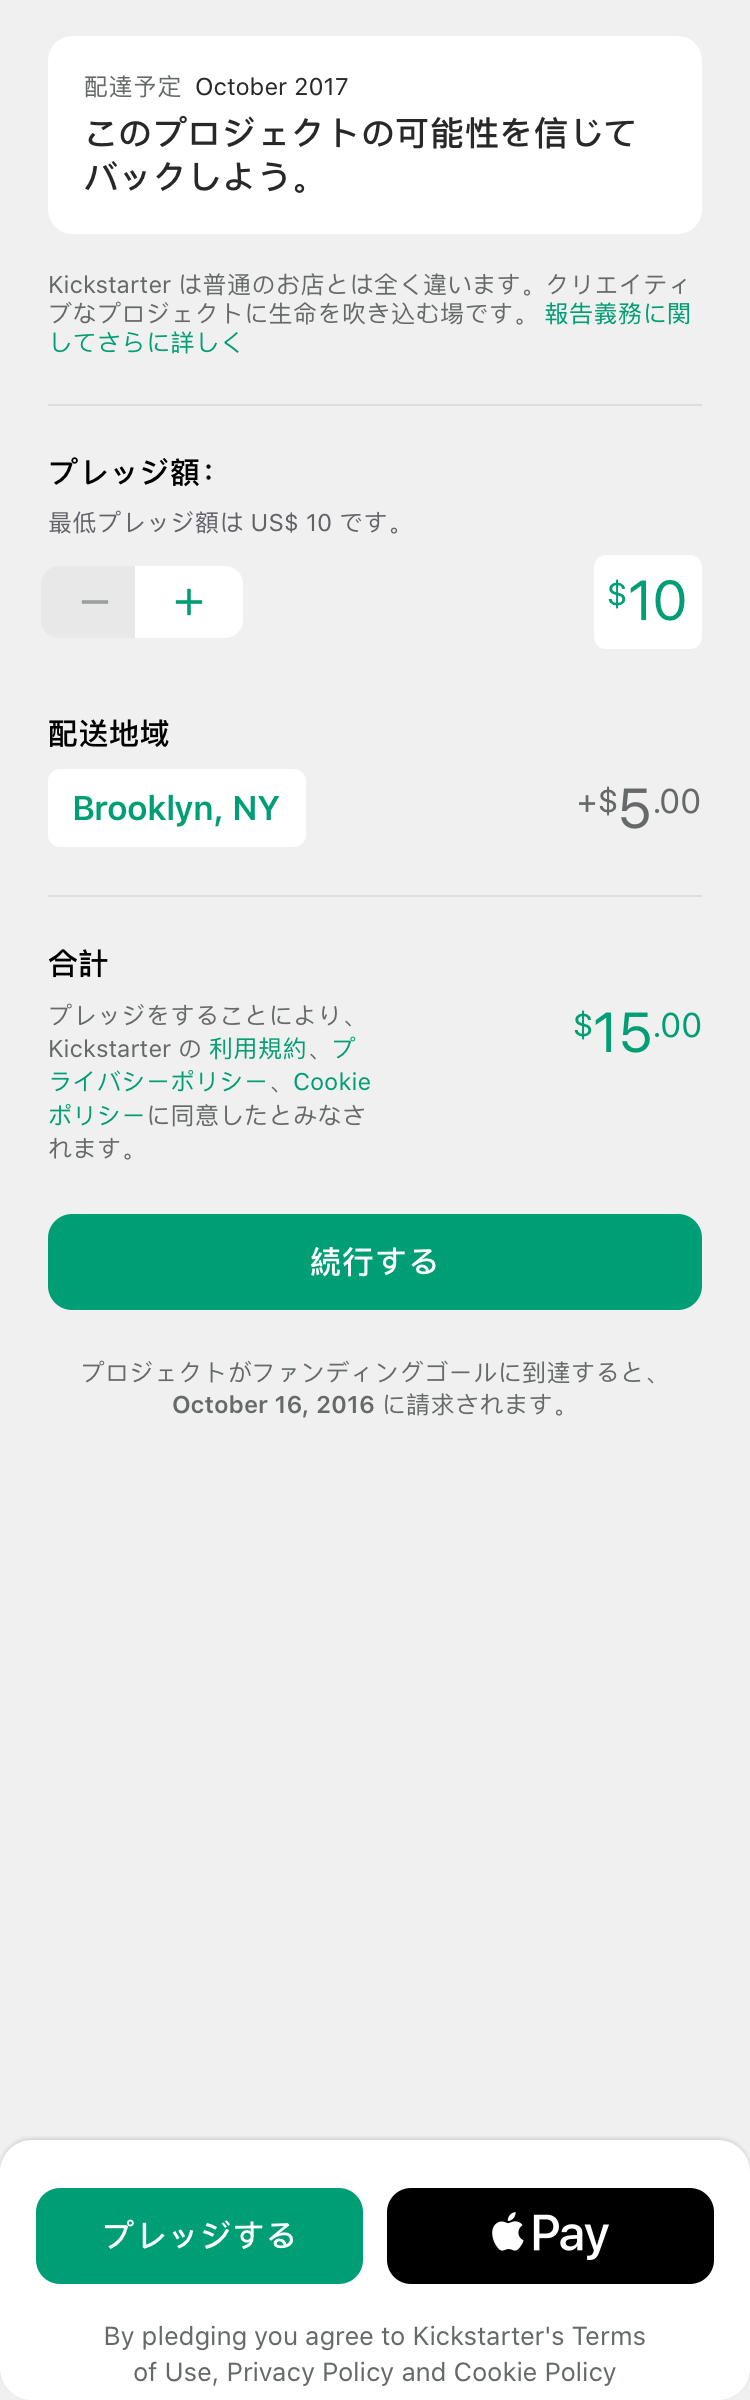 配達予定 October 2017
このプロジェクトの可能性を信じて
バックしよう。
Kickstarter は普通のお店とは全く違います。クリエイティ
ブなプロジェクトに生命を吹き込む場です。 報告義務に関
してさらに詳しく
プレッジ額：
最低プレッジ額は US$ 10 です。
− +
$10
配送地域
Brooklyn, NY
+$5.00
合計
プレッジをすることにより、
Kickstarter の 利用規約、プ
ライバシーポリシー、Cookie
ポリシーに同意したとみなさ
れます。
$15.00
続行する
プロジェクトがファンディングゴールに到達すると、
October 16, 2016 に請求されます。
プレッジする
Pay
By pledging you agree to Kickstarter's Terms
of Use, Privacy Policy and Cookie Policy